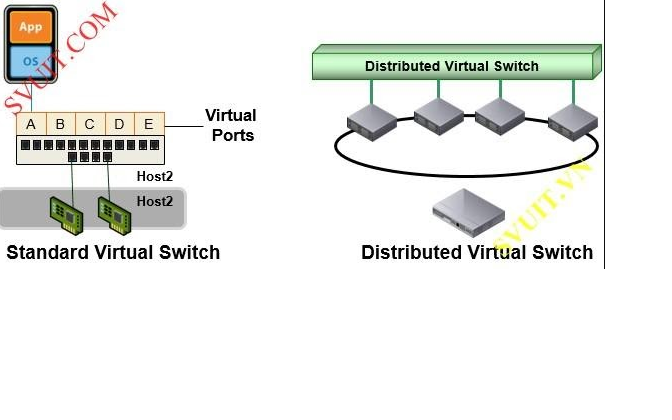 App
OS
SVUIT.COM
A B C D E
Virtual
Ports
Host2
Host2
Standard Virtual Switch
Distributed Virtual Switch
SVUIT.VN
Distributed Virtual Switch